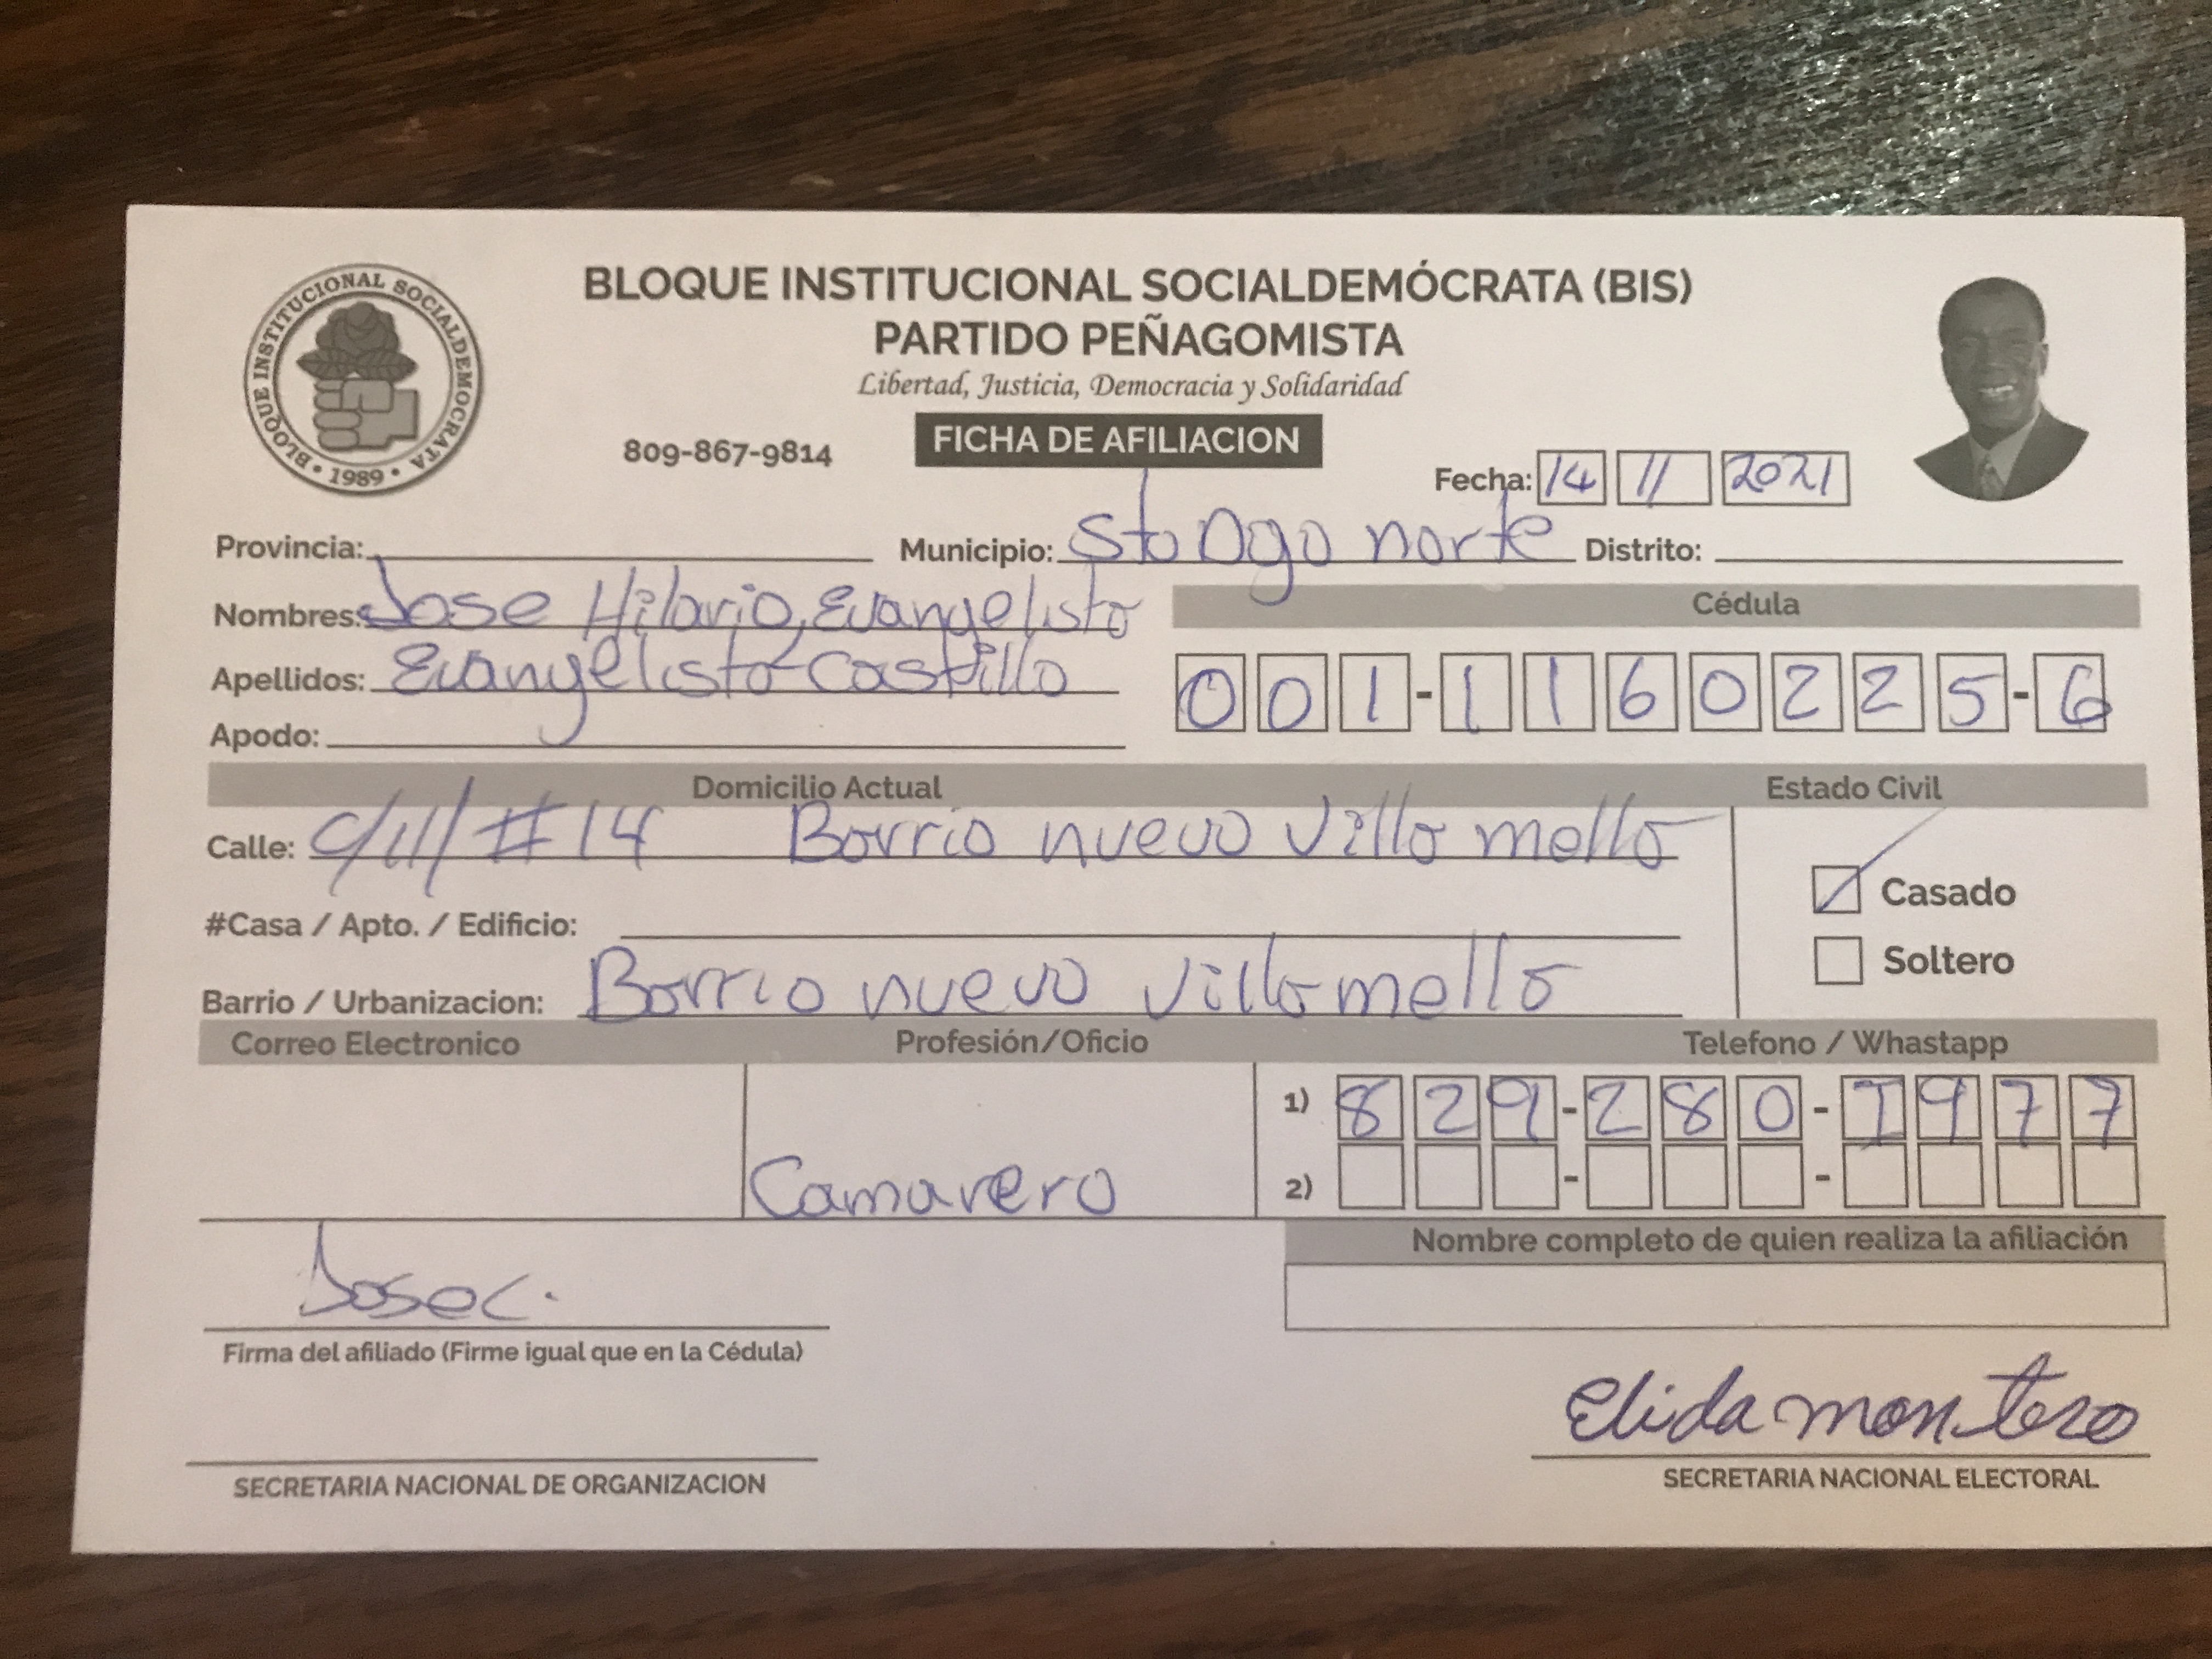 BLOQUE INSTITUCIONAL SOCIALDEMÓCRATA (BIS)
PARTIDO PEÑAGOMISTA
Libertad, Justicia, Democracia y Solidaridad
BLOQUE INSTITUCIONAL SOCIALDEMOCRATA • 1989 •
809-867-9814
FICHA DE AFILIACION
Fecha: 14 11 2021
Provincia: Municipio: Sto Dgo norte Distrito:
Nombres: Jose Hilario, Evangelisto
Cédula
Apellidos: Evangelisto Castillo
001-1160225-6
Apodo:
Domicilio Actual Estado Civil
Calle: C/11/ #14 Barrio nuevo Villa mella
Casado
#Casa / Apto. / Edificio:
Soltero
Barrio / Urbanizacion: Barrio nuevo villa mella
Correo Electronico Profesión/Oficio Telefono / Whastapp
1) 829-280-1977
Camarero
2) - -
Nombre completo de quien realiza la afiliación
Jose C.
Firma del afiliado (Firme igual que en la Cédula)
Elida montero
SECRETARIA NACIONAL DE ORGANIZACION SECRETARIA NACIONAL ELECTORAL